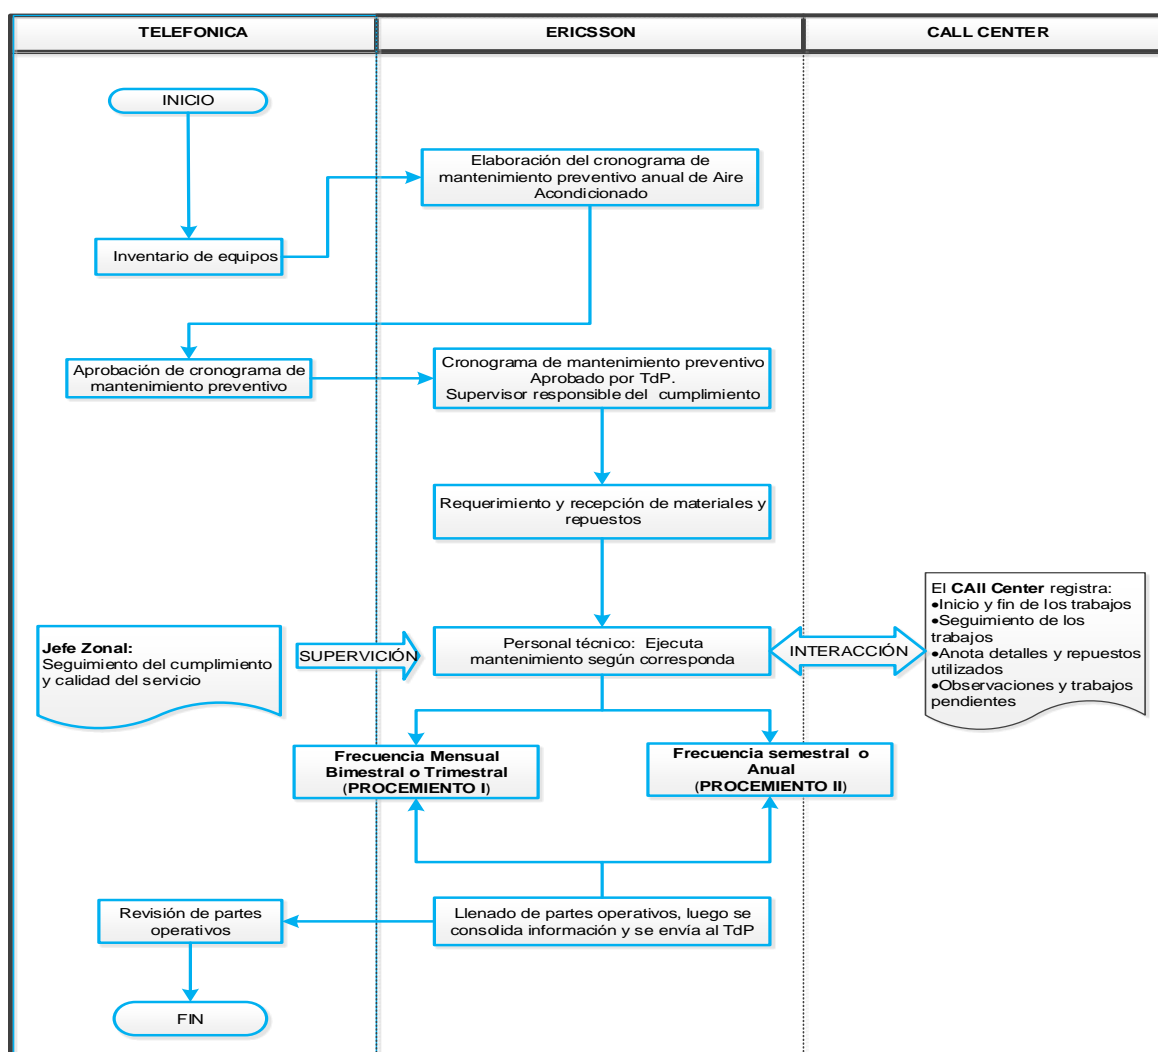 TELEFONICA
ERICSSON
CALL CENTER
INICIO
Elaboración del cronograma de
mantenimiento preventivo anual de Aire
Acondicionado
Inventario de equipos
Aprobación de cronograma de
mantenimiento preventivo
Cronograma de mantenimiento preventivo
Aprobado por TdP.
Supervisor responsible del cumplimiento
Requerimiento y recepción de materiales y
repuestos
Jefe Zonal:
Seguimiento del cumplimiento
y calidad del servicio
SUPERVICIÓN
Personal técnico: Ejecuta
mantenimiento según corresponda
INTERACCIÓN
El CAll Center registra:
•Inicio y fin de los trabajos
•Seguimiento de los
trabajos
•Anota detalles y repuestos
utilizados
•Observaciones y trabajos
pendientes
Frecuencia Mensual
Bimestral o Trimestral
(PROCEMIENTO I)
Frecuencia semestral o
Anual
(PROCEMIENTO II)
Revisión de partes
operativos
Llenado de partes operativos, luego se
consolida información y se envía al TdP
FIN